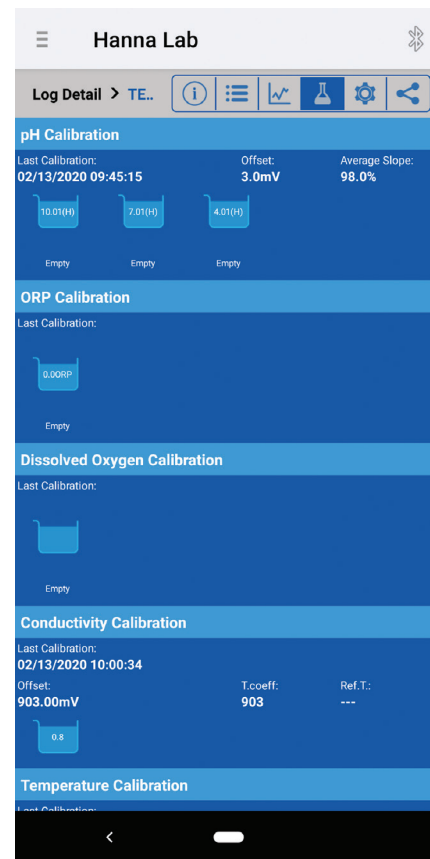 Hanna Lab
Log Detail > TE..
pH Calibration
Last Calibration: Offset: Average Slope:
02/13/2020 09:45:15 3.0mV 98.0%
10.01(H) 7.01(H) 4.01(H)
Empty Empty Empty
ORP Calibration
Last Calibration:
0.0ORP
Empty
Dissolved Oxygen Calibration
Last Calibration:
Empty
Conductivity Calibration
Last Calibration:
02/13/2020 10:00:34
Offset: T.coeff: Ref.T.:
903.00mV 903 ---
0.8
Temperature Calibration
Last Calibration: